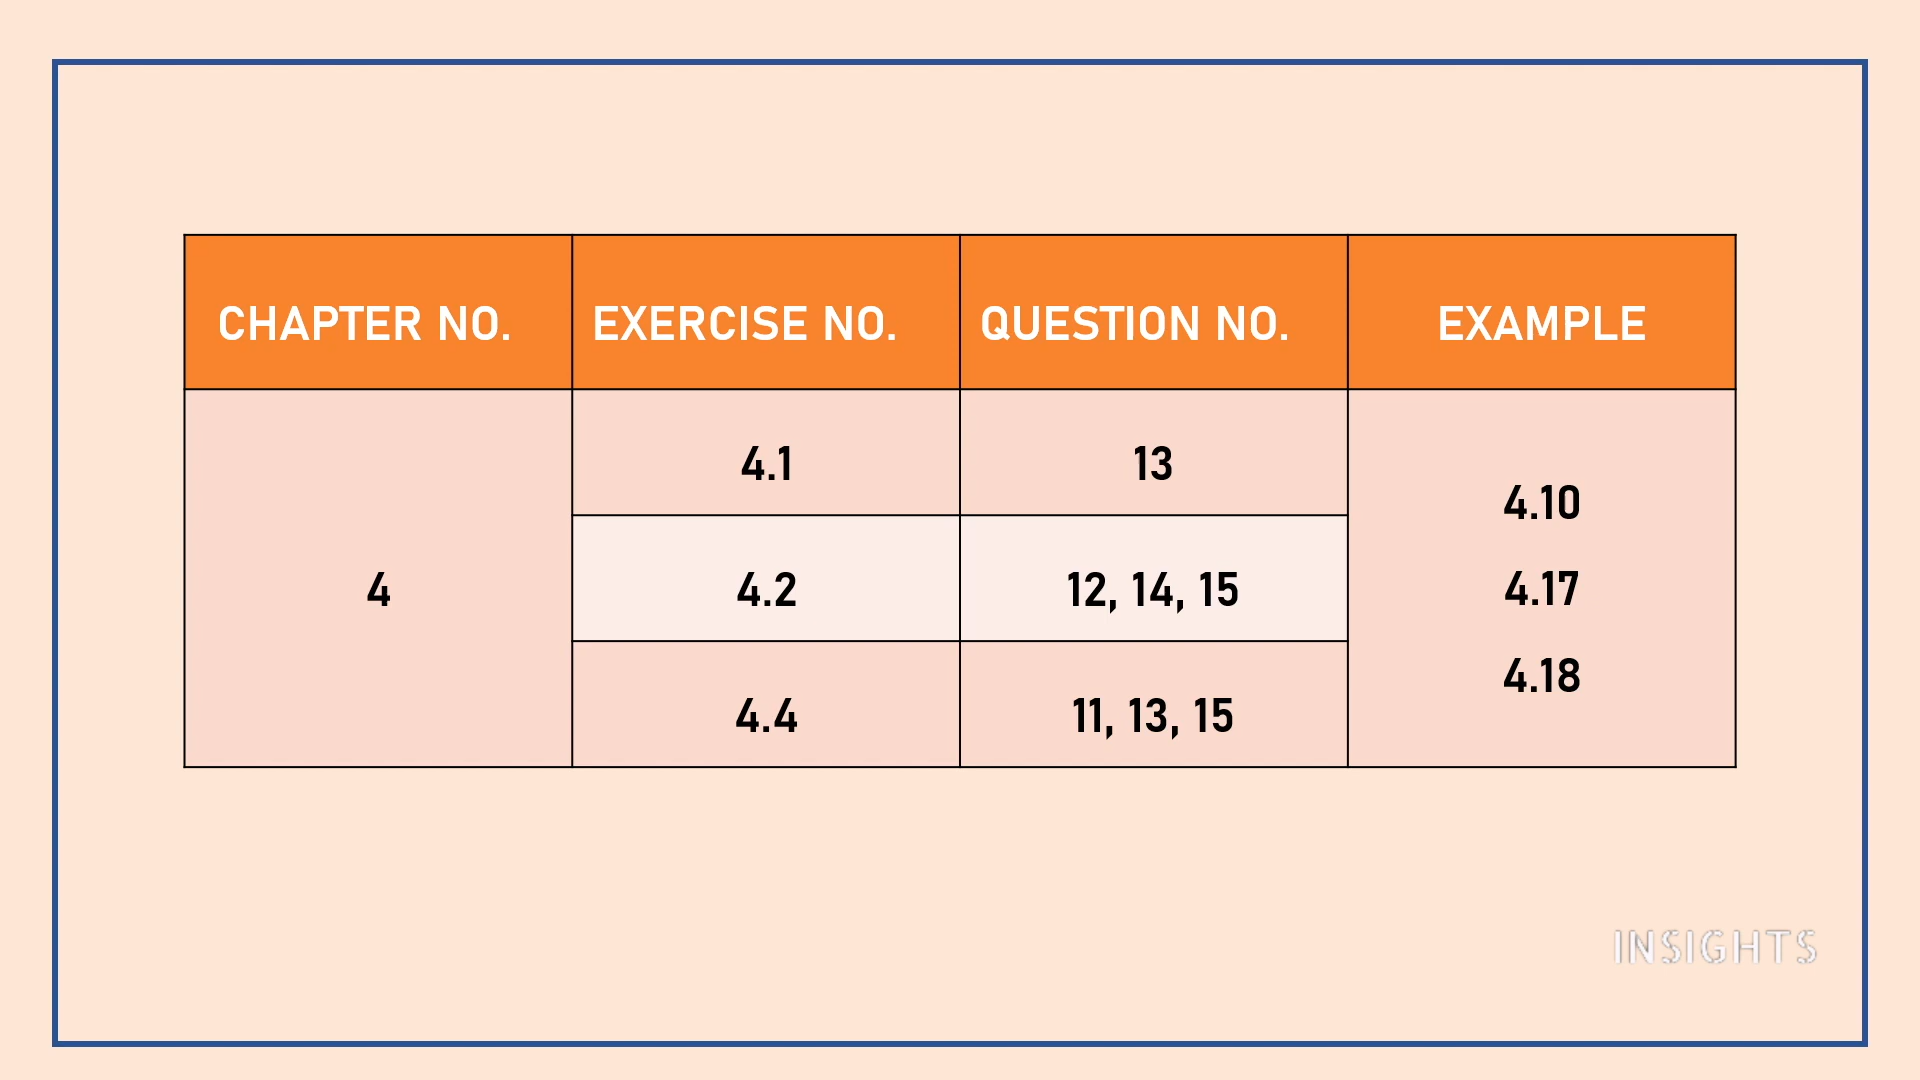 CHAPTER NO. EXERCISE NO. QUESTION NO. EXAMPLE
4.1 13
4.10
4 4.2 12, 14, 15 4.17
4.18
4.4 11, 13, 15
INSIGHTS